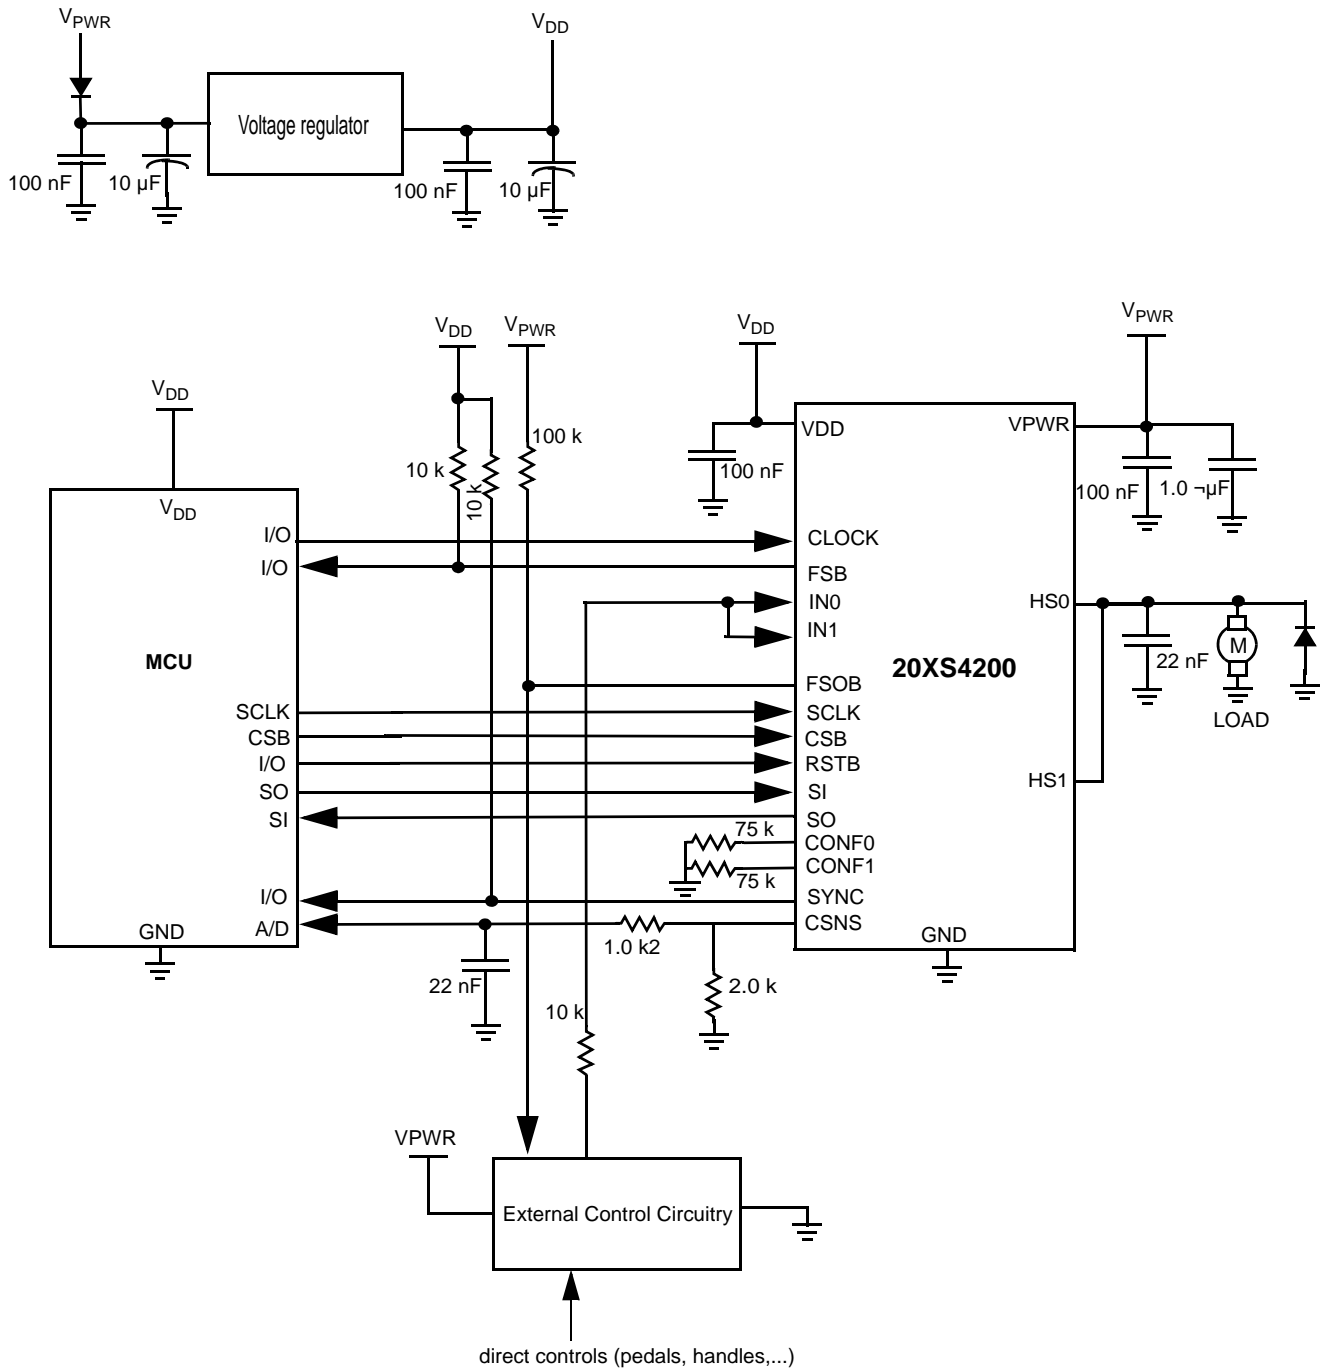 VPWR
VDD
Voltage regulator
100 nF
10 µF
100 nF
10 µF
VDD
VPWR
VDD
VPWR
VDD
100 k
10 k
10 k
VDD
VPWR
100 nF
100 nF
1.0 ¬µF
VDD
I/O
CLOCK
I/O
FSB
IN0
HS0
IN1
MCU
20XS4200
22 nF
M
FSOB
SCLK
SCLK
LOAD
CSB
CSB
I/O
RSTB
HS1
SO
SI
SI
SO
75 k
CONF0
CONF1
75 k
I/O
SYNC
A/D
CSNS
GND
GND
1.0 k2
22 nF
2.0 k
10 k
VPWR
External Control Circuitry
direct controls (pedals, handles,...)